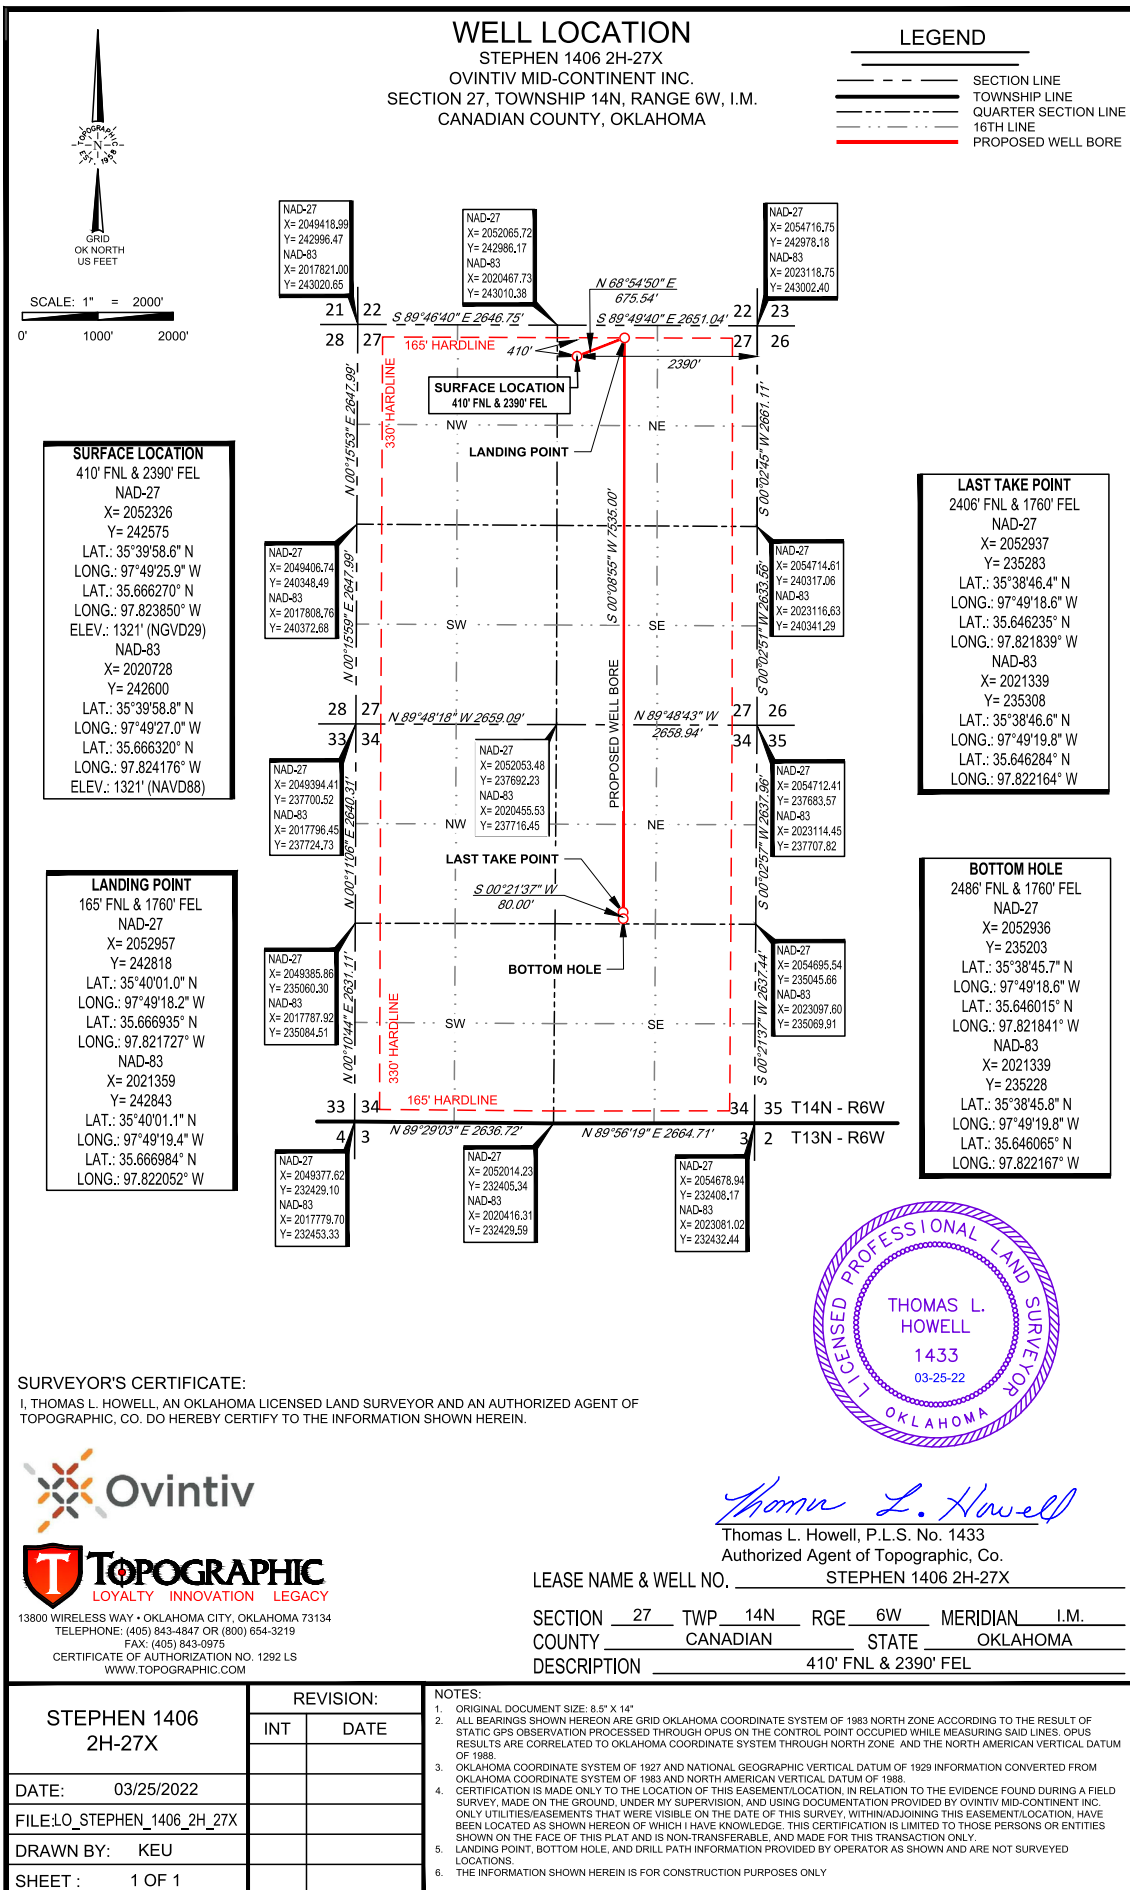 WELL LOCATION
STEPHEN 1406 2H-27X
OVINTIV MID-CONTINENT INC.
SECTION 27, TOWNSHIP 14N, RANGE 6W, I.M.
CANADIAN COUNTY, OKLAHOMA
LEGEND
SECTION LINE
TOWNSHIP LINE
QUARTER SECTION LINE
16TH LINE
PROPOSED WELL BORE
TOPOGRAPHIC
N
EST. 1958
GRID
OK NORTH
US FEET
SCALE: 1" = 2000'
0' 1000' 2000'
NAD-27
X= 2049418.99
Y= 242996.47
NAD-83
X= 2017821.00
Y= 243020.65
NAD-27
X= 2052065.72
Y= 242986.17
NAD-83
X= 2020467.73
Y= 243010.38
NAD-27
X= 2054716.75
Y= 242978.18
NAD-83
X= 2023118.75
Y= 243002.40
N 68°54'50" E
675.54'
21 22
S 89°46'40" E 2646.75'
S 89°49'40" E 2651.04'
22 23
28 27
27 26
165' HARDLINE
410'
2390'
SURFACE LOCATION
410' FNL & 2390' FEL
330' HARDLINE
N 00°15'53" E 2647.99'
S 00°02'45" W 2661.11'
NW
NE
LANDING POINT
SURFACE LOCATION
410' FNL & 2390' FEL
NAD-27
X= 2052326
Y= 242575
LAT.: 35°39'58.6" N
LONG.: 97°49'25.9" W
LAT.: 35.666270° N
LONG.: 97.823850° W
ELEV.: 1321' (NGVD29)
NAD-83
X= 2020728
Y= 242600
LAT.: 35°39'58.8" N
LONG.: 97°49'27.0" W
LAT.: 35.666320° N
LONG.: 97.824176° W
ELEV.: 1321' (NAVD88)
LAST TAKE POINT
2406' FNL & 1760' FEL
NAD-27
X= 2052937
Y= 235283
LAT.: 35°38'46.4" N
LONG.: 97°49'18.6" W
LAT.: 35.646235° N
LONG.: 97.821839° W
NAD-83
X= 2021339
Y= 235308
LAT.: 35°38'46.6" N
LONG.: 97°49'19.8" W
LAT.: 35.646284° N
LONG.: 97.822164° W
NAD-27
X= 2049406.74
Y= 240348.49
NAD-83
X= 2017808.76
Y= 240372.68
NAD-27
X= 2054714.61
Y= 240317.06
NAD-83
X= 2023116.63
Y= 240341.29
S 00°08'55" W 7535.00'
N 00°15'59" E 2647.99'
S 00°02'51" W 2633.56'
SW
SE
PROPOSED WELL BORE
28 27
N 89°48'18" W 2659.09'
N 89°48'43" W
2658.94'
27 26
33 34
34 35
NAD-27
X= 2049394.41
Y= 237700.52
NAD-83
X= 2017796.45
Y= 237724.73
NAD-27
X= 2052053.48
Y= 237692.23
NAD-83
X= 2020455.53
Y= 237716.45
NAD-27
X= 2054712.41
Y= 237683.57
NAD-83
X= 2023114.45
Y= 237707.82
N 00°11'06" E 2640.31'
S 00°02'57" W 2637.96'
NW
NE
LAST TAKE POINT
S 00°21'37" W
80.00'
BOTTOM HOLE
LANDING POINT
165' FNL & 1760' FEL
NAD-27
X= 2052957
Y= 242818
LAT.: 35°40'01.0" N
LONG.: 97°49'18.2" W
LAT.: 35.666935° N
LONG.: 97.821727° W
NAD-83
X= 2021359
Y= 242843
LAT.: 35°40'01.1" N
LONG.: 97°49'19.4" W
LAT.: 35.666984° N
LONG.: 97.822052° W
BOTTOM HOLE
2486' FNL & 1760' FEL
NAD-27
X= 2052936
Y= 235203
LAT.: 35°38'45.7" N
LONG.: 97°49'18.6" W
LAT.: 35.646015° N
LONG.: 97.821841° W
NAD-83
X= 2021339
Y= 235228
LAT.: 35°38'45.8" N
LONG.: 97°49'19.8" W
LAT.: 35.646065° N
LONG.: 97.822167° W
NAD-27
X= 2049385.86
Y= 235060.30
NAD-83
X= 2017787.92
Y= 235084.51
NAD-27
X= 2054695.54
Y= 235045.66
NAD-83
X= 2023097.60
Y= 235069.91
N 00°10'44" E 2631.11'
330' HARDLINE
S 00°21'37" W 2637.44'
SW
SE
165' HARDLINE
33 34
34 35 T14N - R6W
4 3
N 89°29'03" E 2636.72'
N 89°56'19" E 2664.71'
3 2 T13N - R6W
NAD-27
X= 2049377.62
Y= 232429.10
NAD-83
X= 2017779.70
Y= 232453.33
NAD-27
X= 2052014.23
Y= 232405.34
NAD-83
X= 2020416.31
Y= 232429.59
NAD-27
X= 2054678.94
Y= 232408.17
NAD-83
X= 2023081.02
Y= 232432.44
LICENSED PROFESSIONAL LAND SURVEYOR
THOMAS L.
HOWELL
1433
03-25-22
OKLAHOMA
SURVEYOR'S CERTIFICATE:
I, THOMAS L. HOWELL, AN OKLAHOMA LICENSED LAND SURVEYOR AND AN AUTHORIZED AGENT OF
TOPOGRAPHIC, CO. DO HEREBY CERTIFY TO THE INFORMATION SHOWN HEREIN.
Ovintiv
Thomas L. Howell
Thomas L. Howell, P.L.S. No. 1433
Authorized Agent of Topographic, Co.
T TOPOGRAPHIC
LOYALTY INNOVATION LEGACY
13800 WIRELESS WAY • OKLAHOMA CITY, OKLAHOMA 73134
TELEPHONE: (405) 843-4847 OR (800) 654-3219
FAX: (405) 843-0975
CERTIFICATE OF AUTHORIZATION NO. 1292 LS
WWW.TOPOGRAPHIC.COM
LEASE NAME & WELL NO. STEPHEN 1406 2H-27X
SECTION 27 TWP 14N RGE 6W MERIDIAN I.M.
COUNTY CANADIAN STATE OKLAHOMA
DESCRIPTION 410' FNL & 2390' FEL
STEPHEN 1406
2H-27X
REVISION:
INT DATE
DATE: 03/25/2022
FILE:LO_STEPHEN_1406_2H_27X
DRAWN BY: KEU
SHEET : 1 OF 1
NOTES:
1. ORIGINAL DOCUMENT SIZE: 8.5" X 14"
2. ALL BEARINGS SHOWN HEREON ARE GRID OKLAHOMA COORDINATE SYSTEM OF 1983 NORTH ZONE ACCORDING TO THE RESULT OF
STATIC GPS OBSERVATION PROCESSED THROUGH OPUS ON THE CONTROL POINT OCCUPIED WHILE MEASURING SAID LINES. OPUS
RESULTS ARE CORRELATED TO OKLAHOMA COORDINATE SYSTEM THROUGH NORTH ZONE AND THE NORTH AMERICAN VERTICAL DATUM
OF 1988.
3. OKLAHOMA COORDINATE SYSTEM OF 1927 AND NATIONAL GEOGRAPHIC VERTICAL DATUM OF 1929 INFORMATION CONVERTED FROM
OKLAHOMA COORDINATE SYSTEM OF 1983 AND NORTH AMERICAN VERTICAL DATUM OF 1988.
4. CERTIFICATION IS MADE ONLY TO THE LOCATION OF THIS EASEMENT/LOCATION, IN RELATION TO THE EVIDENCE FOUND DURING A FIELD
SURVEY, MADE ON THE GROUND, UNDER MY SUPERVISION, AND USING DOCUMENTATION PROVIDED BY OVINTIV MID-CONTINENT INC.
ONLY UTILITIES/EASEMENTS THAT WERE VISIBLE ON THE DATE OF THIS SURVEY, WITHIN/ADJOINING THIS EASEMENT/LOCATION, HAVE
BEEN LOCATED AS SHOWN HEREON OF WHICH I HAVE KNOWLEDGE. THIS CERTIFICATION IS LIMITED TO THOSE PERSONS OR ENTITIES
SHOWN ON THE FACE OF THIS PLAT AND IS NON-TRANSFERABLE, AND MADE FOR THIS TRANSACTION ONLY.
5. LANDING POINT, BOTTOM HOLE, AND DRILL PATH INFORMATION PROVIDED BY OPERATOR AS SHOWN AND ARE NOT SURVEYED
LOCATIONS.
6. THE INFORMATION SHOWN HEREIN IS FOR CONSTRUCTION PURPOSES ONLY